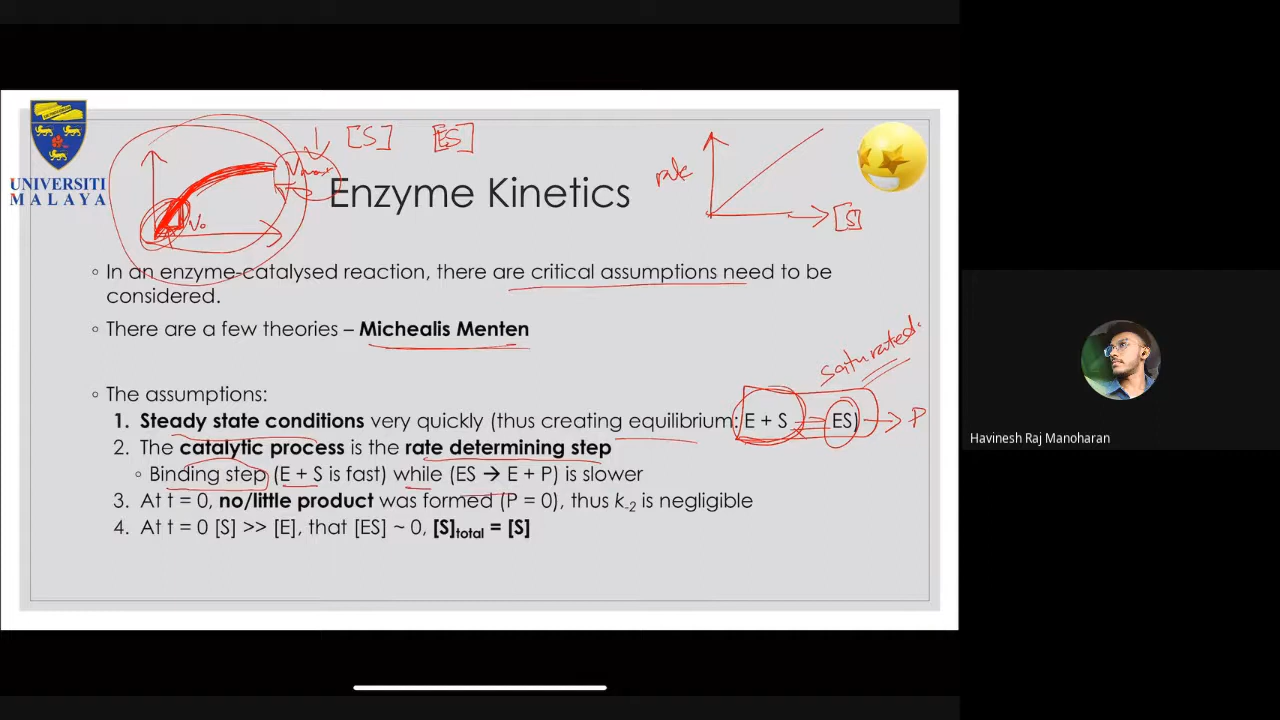 UNIVERSITI
MALAYA
[S] [ES]
Vmax
V₀
Enzyme Kinetics
rate
[S]
◦ In an enzyme-catalysed reaction, there are critical assumptions need to be
considered.
◦ There are a few theories – Michealis Menten
saturated.
◦ The assumptions:
1. Steady state conditions very quickly (thus creating equilibrium: E + S ⇌ ES) → P
2. The catalytic process is the rate determining step
◦ Binding step (E + S is fast) while (ES → E + P) is slower
3. At t = 0, no/little product was formed (P = 0), thus k₋₂ is negligible
4. At t = 0 [S] >> [E], that [ES] ~ 0, [S]total = [S]
Havinesh Raj Manoharan